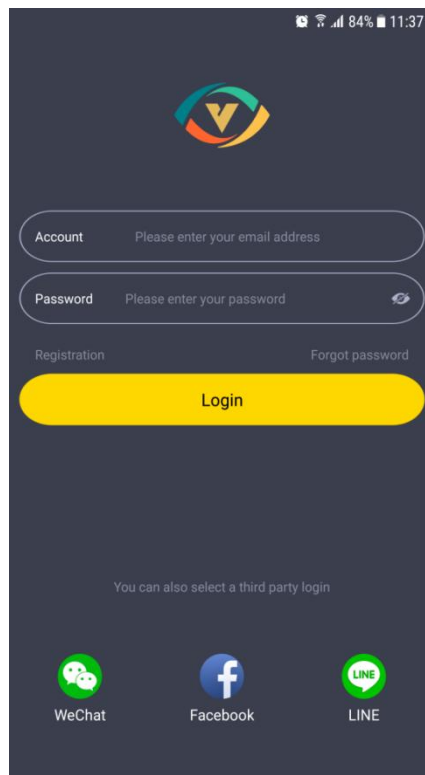 84% 11:37
V
Account Please enter your email address
Password Please enter your password
Registration Forgot password
Login
You can also select a third party login
LINE
WeChat Facebook LINE